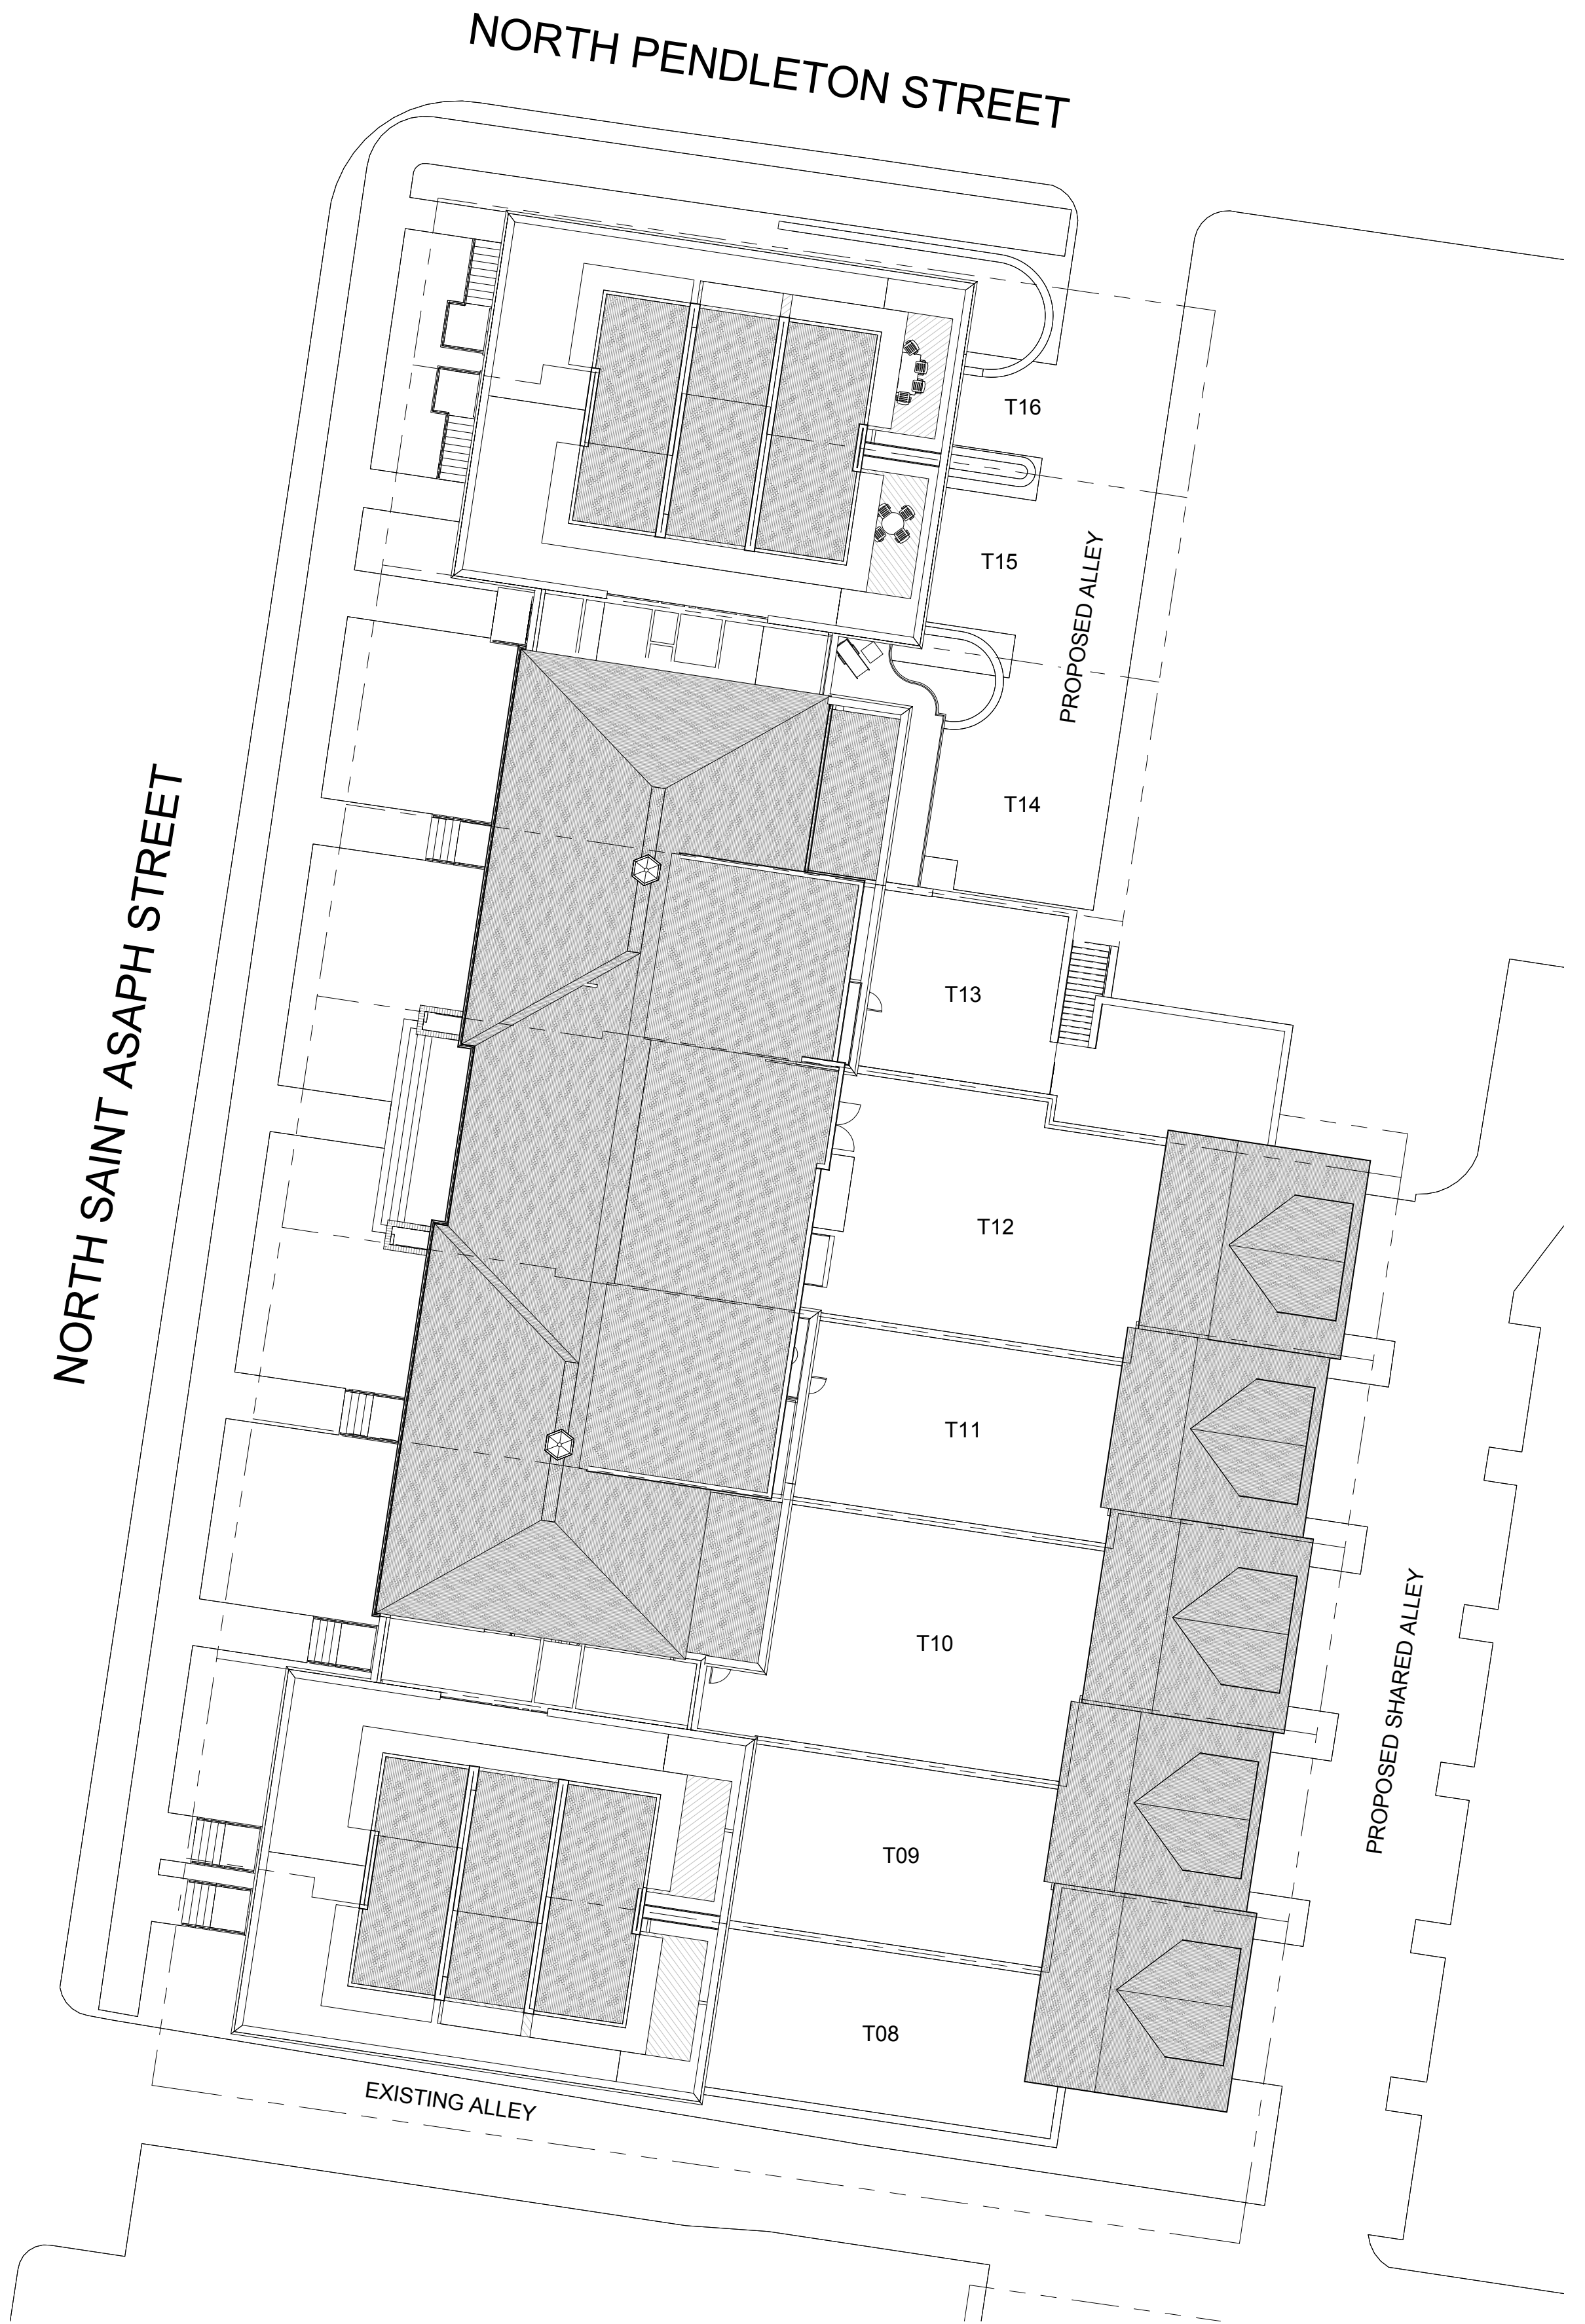 NORTH PENDLETON STREET
T16
T15
PROPOSED ALLEY
T14
NORTH SAINT ASAPH STREET
T13
T12
T11
T10
PROPOSED SHARED ALLEY
T09
T08
EXISTING ALLEY